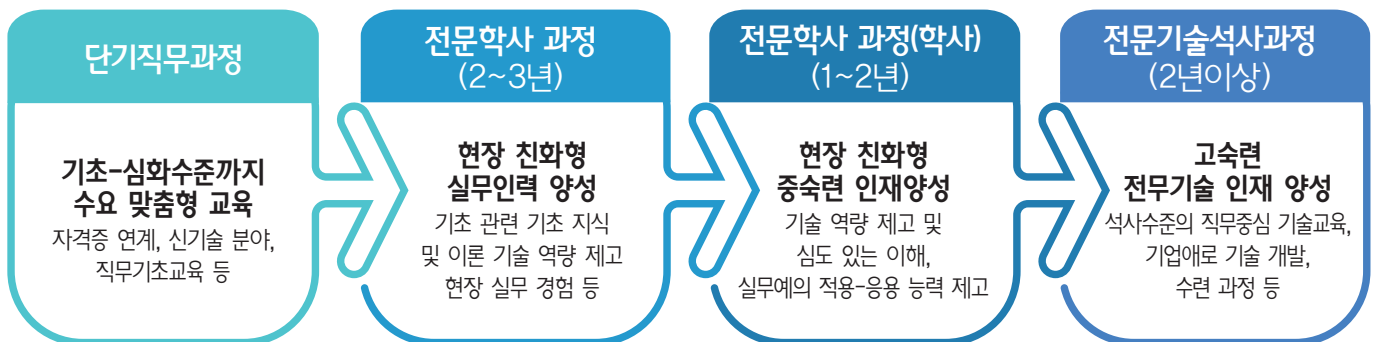 단기직무과정
기초-심화수준까지
수요 맞춤형 교육
자격증 연계, 신기술 분야,
직무기초교육 등
전문학사 과정
(2~3년)
현장 친화형
실무인력 양성
기초 관련 기초 지식
및 이론 기술 역량 제고
현장 실무 경험 등
전문학사 과정(학사)
(1~2년)
현장 친화형
중숙련 인재양성
기술 역량 제고 및
심도 있는 이해,
실무예의 적용-응용 능력 제고
전문기술석사과정
(2년이상)
고숙련
전무기술 인재 양성
석사수준의 직무중심 기술교육,
기업애로 기술 개발,
수련 과정 등